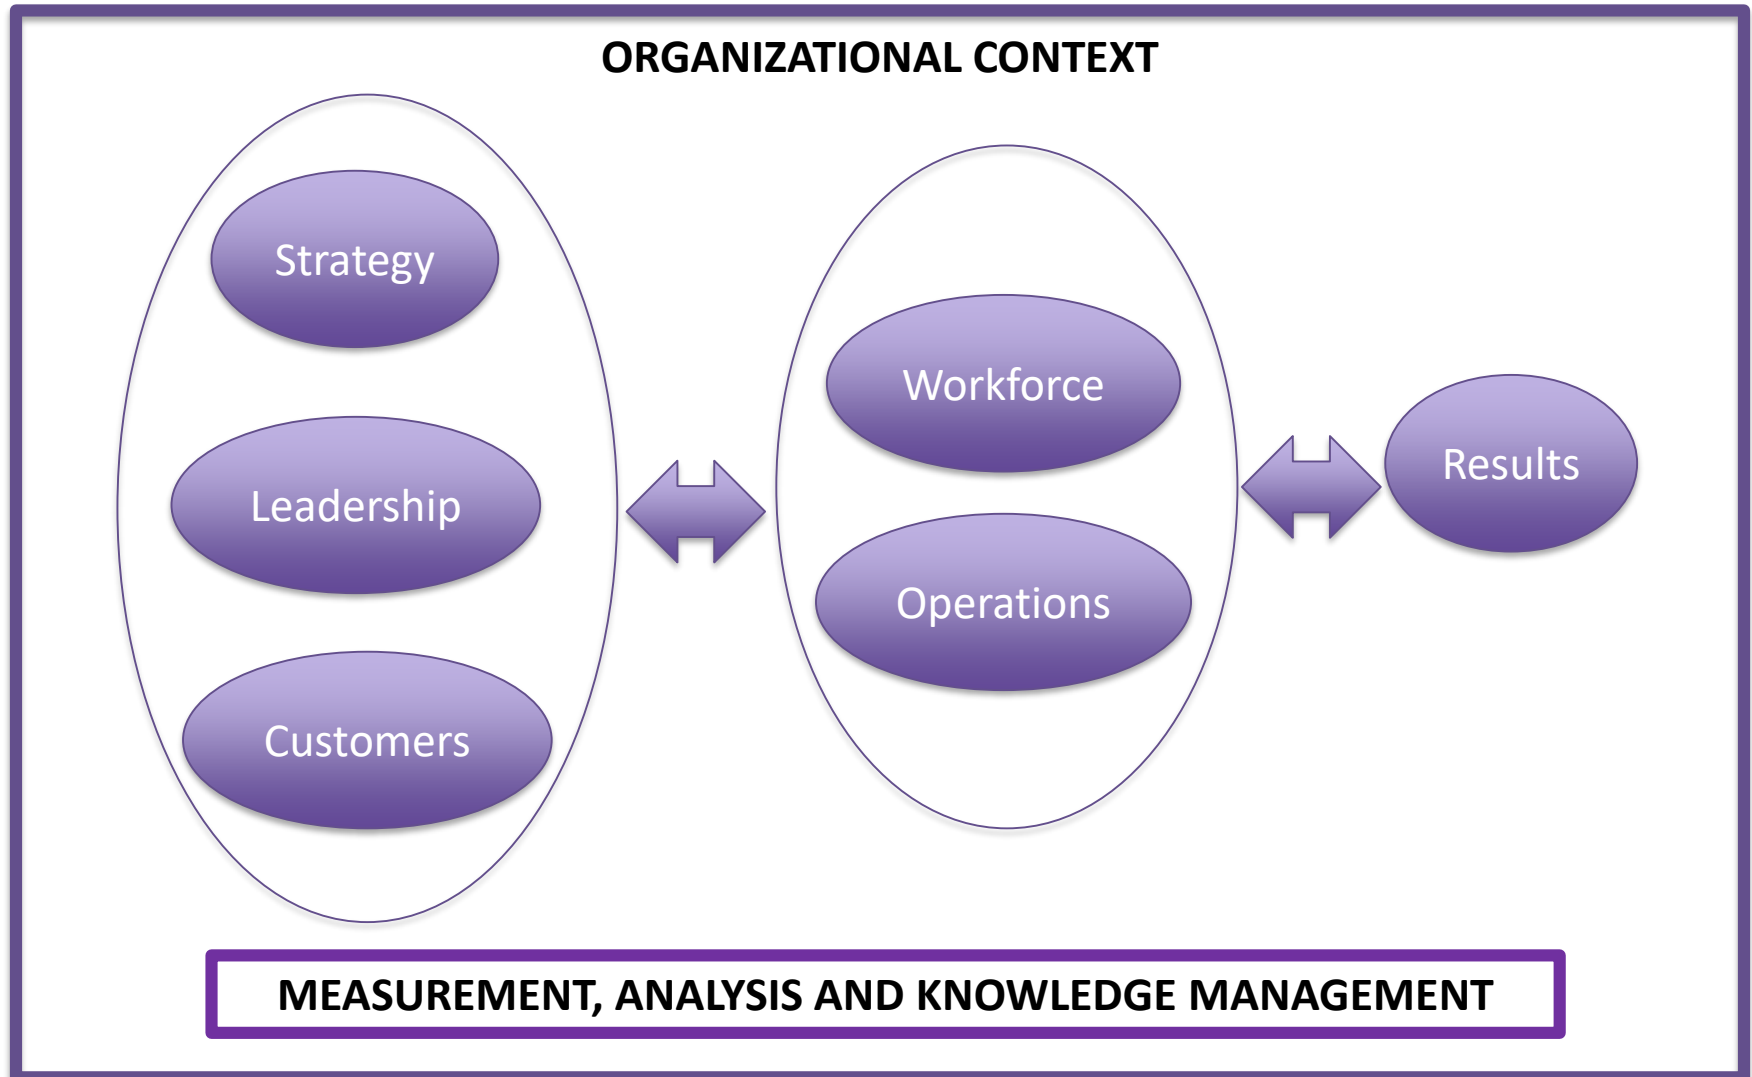 ORGANIZATIONAL CONTEXT
Strategy
Leadership
Customers
Workforce
Operations
Results
MEASUREMENT, ANALYSIS AND KNOWLEDGE MANAGEMENT